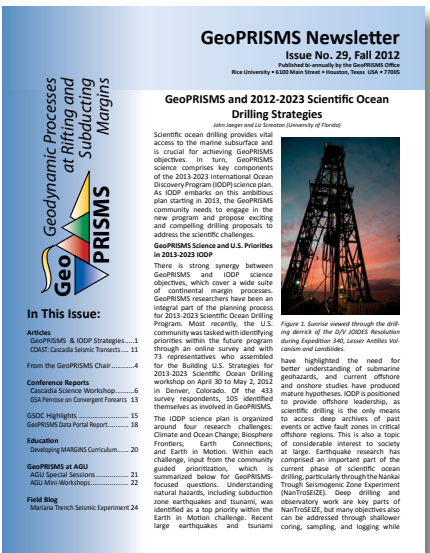 GeoPRISMS Newsletter
Issue No. 29, Fall 2012
Published bi-annually by the GeoPRISMS Office
Rice University • 6100 Main Street • Houston, Texas USA • 77005
Geodynamic Processes
at Rifting and
Subducting
Margins
Geo
PRISMS
In This Issue:
Articles
GeoPRISMS & IODP Strategies.....1
COAST: Cascadia Seismic Transects .... 11
From the GeoPRISMS Chair..........4
Conference Reports
Cascadia Science Workshop........6
GSA Penrose on Convergent Forearcs 13
GSDC Highlights ................... 15
GeoPRISMS Data Portal Report......... 18
Education
Developing MARGINS Curriculum...... 20
GeoPRISMS at AGU
AGU Special Sessions ............... 21
AGU Mini-Workshops............... 22
Field Blog
Mariana Trench Seismic Experiment 24
GeoPRISMS and 2012-2023 Scientific Ocean
Drilling Strategies
John Jaeger and Liz Screaton (University of Florida)
Scientific ocean drilling provides vital
access to the marine subsurface and
is crucial for achieving GeoPRISMS
objectives. In turn, GeoPRISMS
science comprises key components
of the 2013-2023 International Ocean
Discovery Program (IODP) science plan.
As IODP embarks on this ambitious
plan starting in 2013, the GeoPRISMS
community needs to engage in the
new program and propose exciting
and compelling drilling proposals to
address the scientific challenges.
GeoPRISMS Science and U.S. Priorities
in 2013-2023 IODP
There is strong synergy between
GeoPRISMS and IODP science
objectives, which cover a wide suite
of continental margin processes.
GeoPRISMS researchers have been an
integral part of the planning process
for 2013-2023 Scientific Ocean Drilling
Program. Most recently, the U.S.
community was tasked with identifying
priorities within the future program
through an online survey and with
73 representatives who assembled
for the Building U.S. Strategies for
2013-2023 Scientific Ocean Drilling
workshop on April 30 to May 2, 2012
in Denver, Colorado. Of the 433
survey respondents, 105 identified
themselves as involved in GeoPRISMS.
The IODP science plan is organized
around four research challenges:
Climate and Ocean Change; Biosphere
Frontiers; Earth Connections;
and Earth in Motion. Within each
challenge, input from the community
guided prioritization, which is
summarized below for GeoPRISMS-
focused questions. Understanding
natural hazards, including subduction
zone earthquakes and tsunami, was
identified as a top priority within the
Earth in Motion challenge. Recent
large earthquakes and tsunami
Figure 1. Sunrise viewed through the drill-
ing derrick of the D/V JOIDES Resolution
during Expedition 340, Lesser Antilles Vol-
canism and Landslides.
have highlighted the need for
better understanding of submarine
geohazards, and current offshore
and onshore studies have produced
mature hypotheses. IODP is positioned
to provide offshore leadership, as
scientific drilling is the only means
to access deep archives of past
events or active fault zones in critical
offshore regions. This is also a topic
of considerable interest to society
at large. Earthquake research has
comprised an important part of the
current phase of scientific ocean
drilling, particularly through the Nankai
Trough Seismogenic Zone Experiment
(NanTroSEIZE). Deep drilling and
observatory work are key parts of
NanTroSEIZE, but many objectives also
can be addressed through shallower
coring, sampling, and logging while